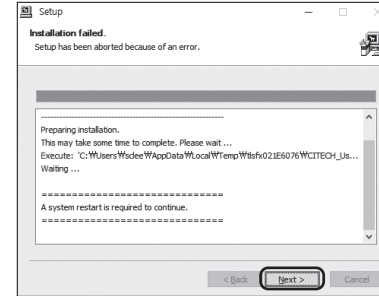 Setup
Installation failed.
Setup has been aborted because of an error.
------------------------------------------------------------
Preparing installation.
This may take some time to complete. Please wait ...
Execute: 'C:₩Users₩sdee₩AppData₩Local₩Temp₩tlsfx021E6076₩CITECH_Us...
Waiting ...
==============================
A system restart is required to continue.
==============================
< Back
Next >
Cancel